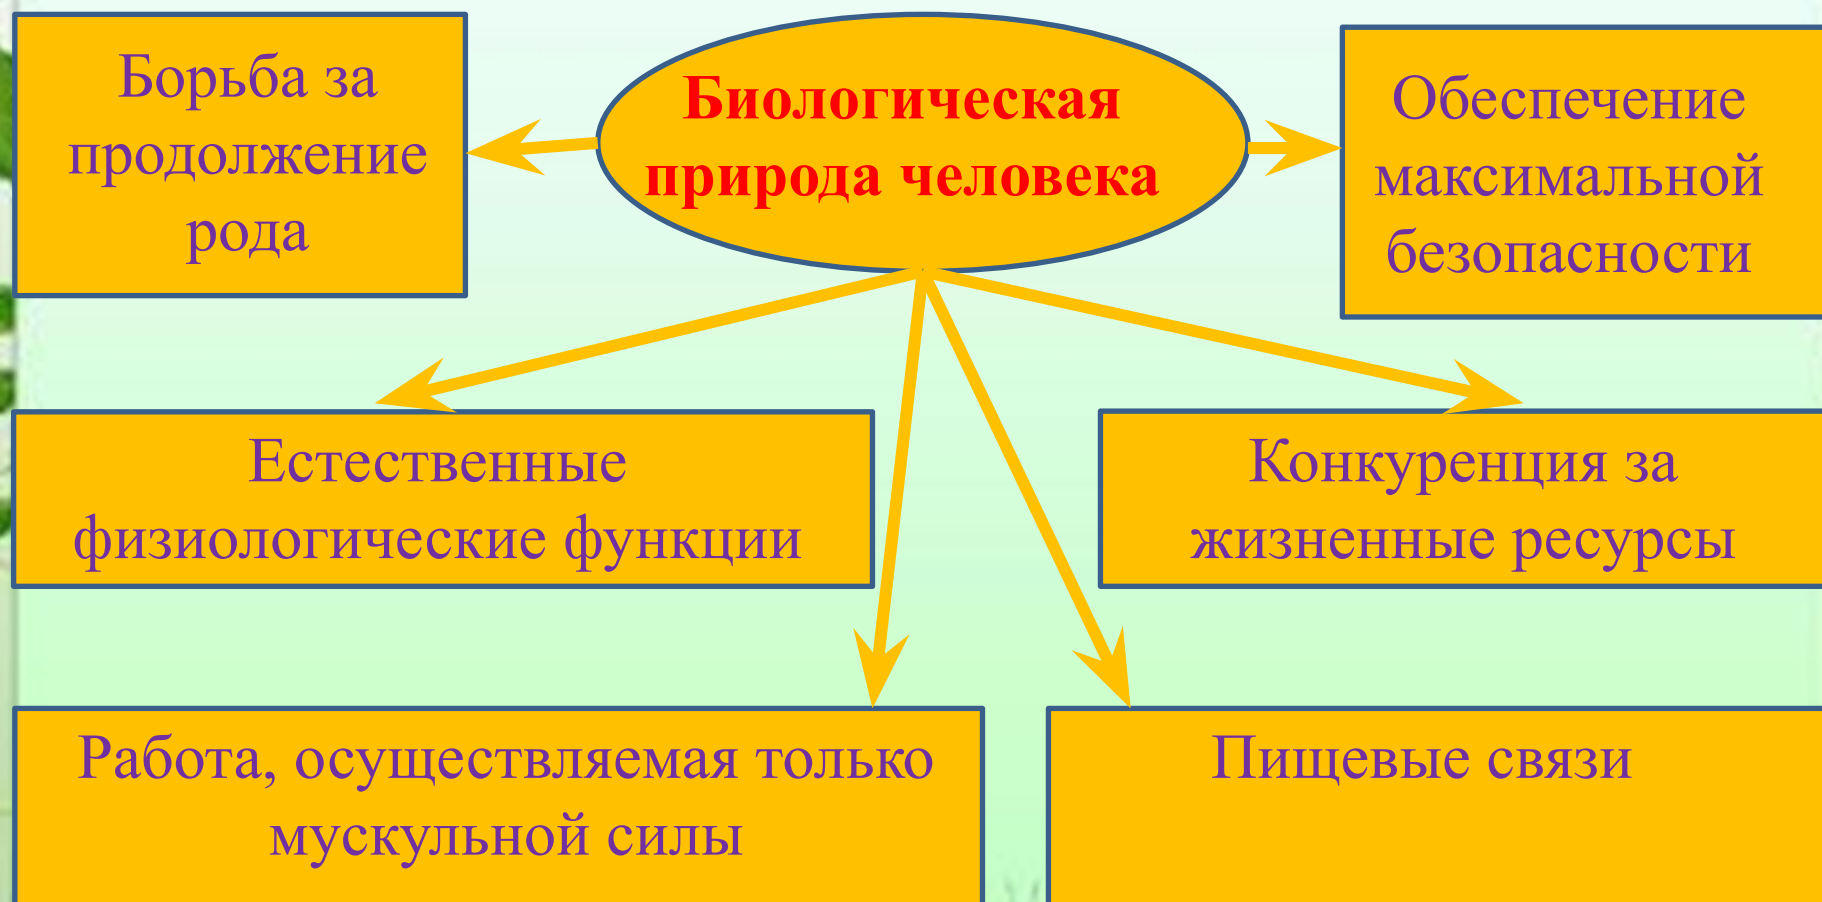 Борьба за
продолжение
рода
Биологическая
природа человека
Обеспечение
максимальной
безопасности
Естественные
физиологические функции
Конкуренция за
жизненные ресурсы
Работа, осуществляемая только
мускульной силы
Пищевые связи